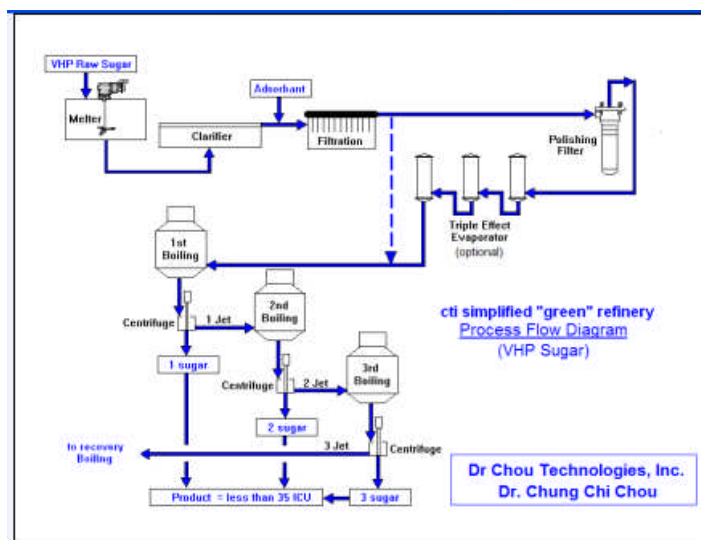 VHP Raw Sugar
Melter
Clarifier
Adsorbant
Filtration
Polishing
Filter
Triple Effect
Evaporator
(optional)
1st
Boiling
Centrifuge
1 Jet
2nd
Boiling
1 sugar
Centrifuge
2 Jet
3rd
Boiling
2 sugar
3 Jet
Centrifuge
to recovery
Boiling
Product = less than 35 ICU
3 sugar
cti simplified "green" refinery
Process Flow Diagram
(VHP Sugar)
Dr Chou Technologies, Inc.
Dr. Chung Chi Chou